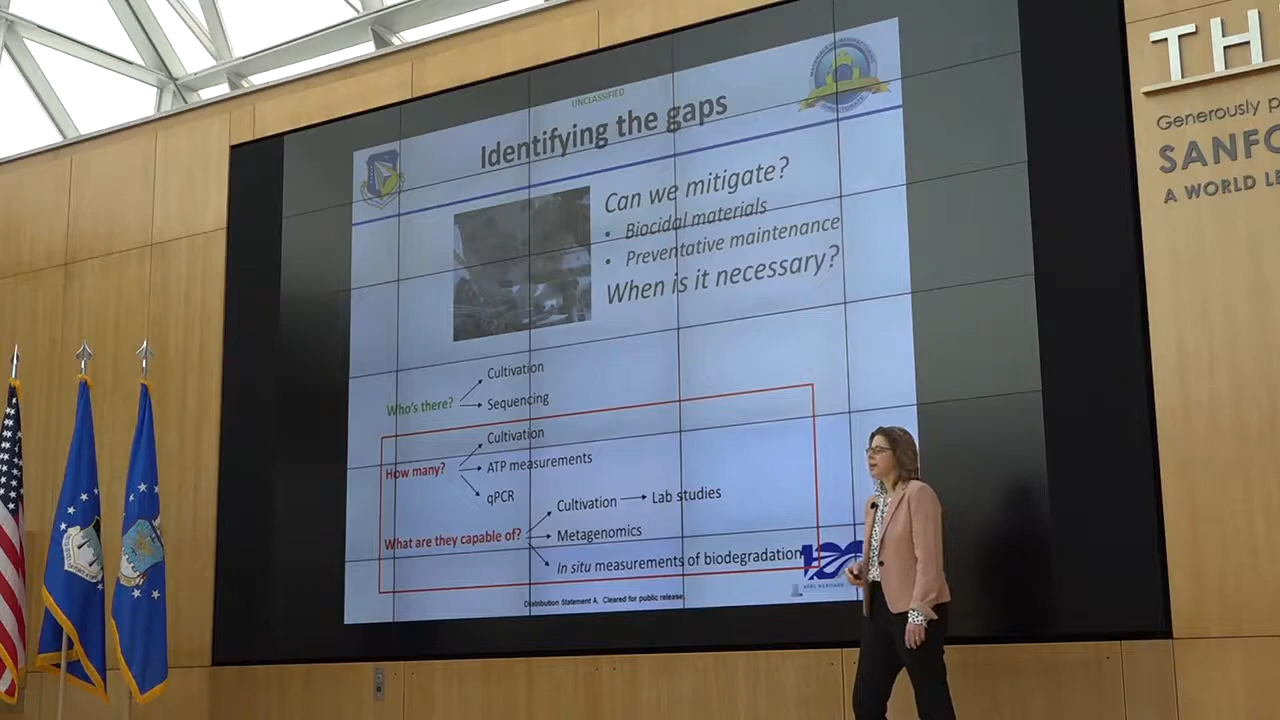 UNCLASSIFIED
Identifying the gaps
Can we mitigate?
• Biocidal materials
• Preventative maintenance
When is it necessary?
Who's there?
Cultivation
Sequencing
How many?
Cultivation
ATP measurements
qPCR
What are they capable of?
Cultivation
Lab studies
Metagenomics
In situ measurements of biodegradation
Distribution Statement A. Cleared for public release.
TH
Generously p
SANFO
A WORLD LE